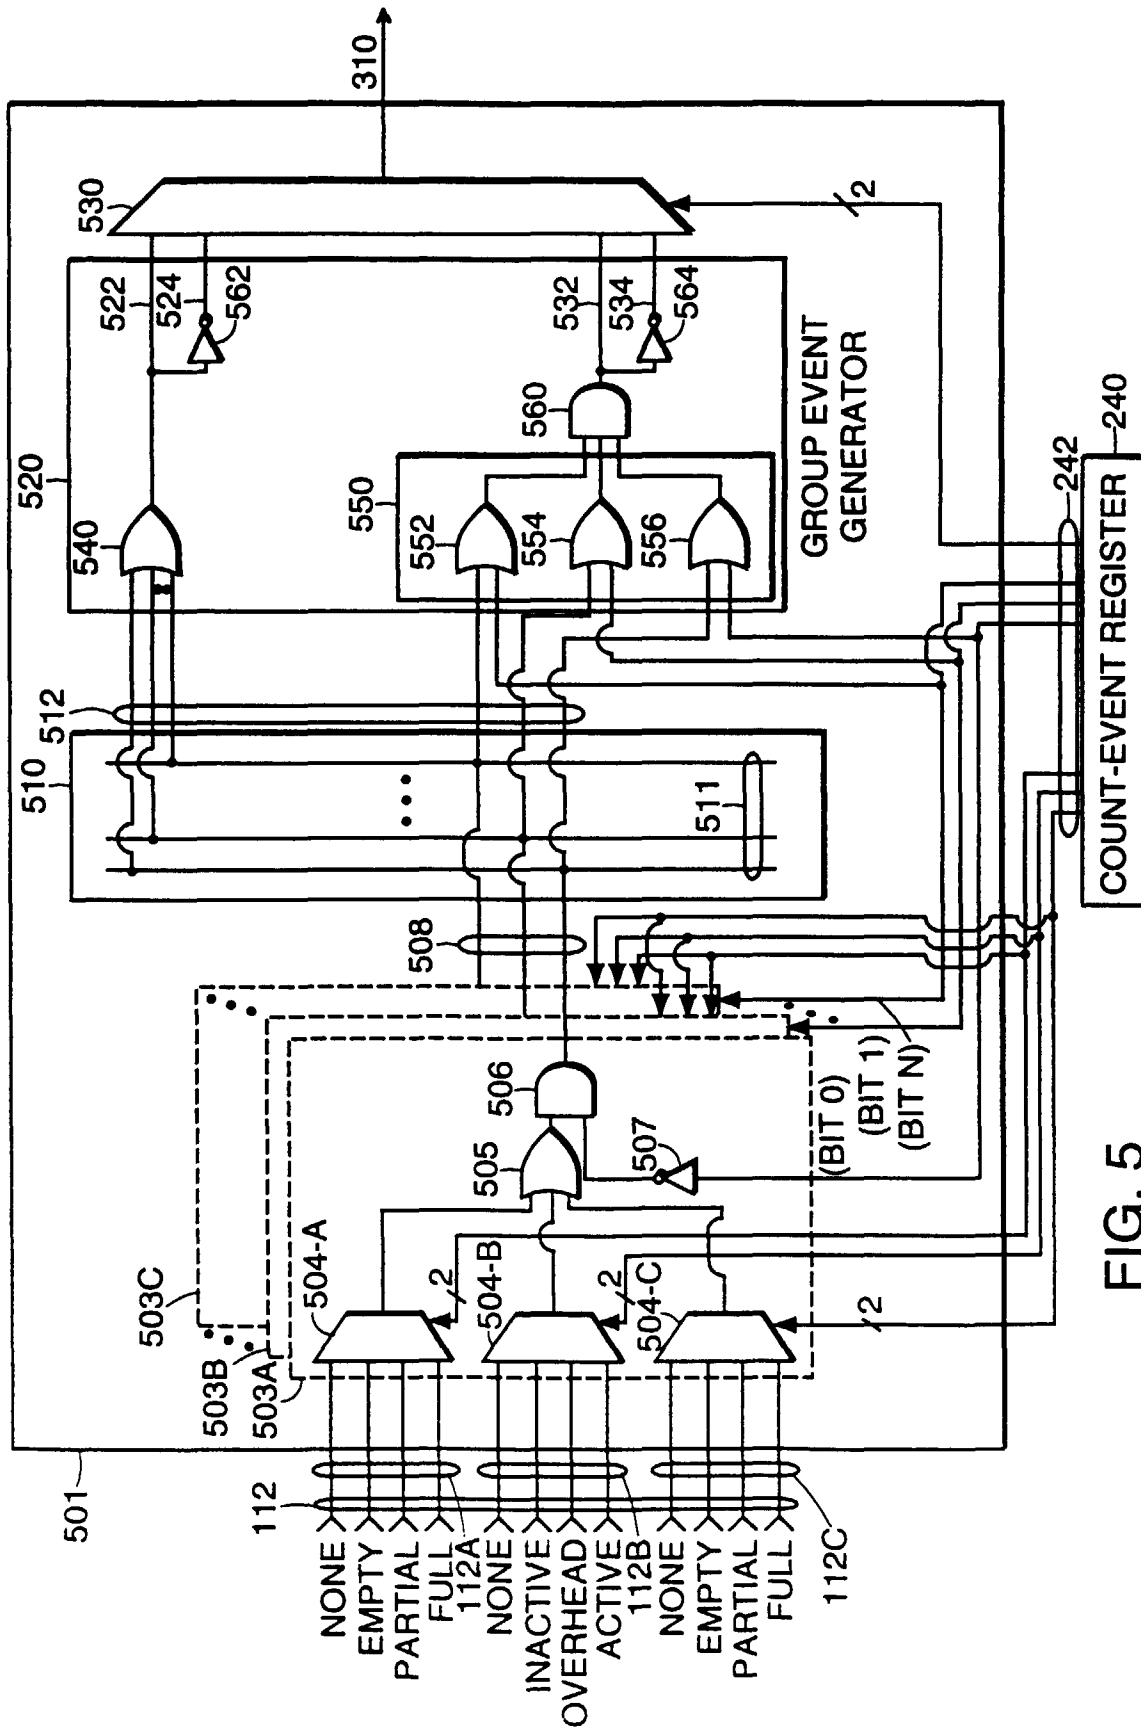 501
112
NONE
EMPTY
PARTIAL
FULL
112A
NONE
INACTIVE
OVERHEAD
ACTIVE
112B
NONE
EMPTY
PARTIAL
FULL
112C
503C
503B
503A
504-A
504-B
504-C
2
2
2
505
506
507
(BIT 0)
(BIT 1)
(BIT N)
508
510
511
512
520
540
550
552
554
556
560
522
524
562
532
534
564
GROUP EVENT
GENERATOR
530
310
2
242
240
COUNT-EVENT REGISTER
FIG. 5